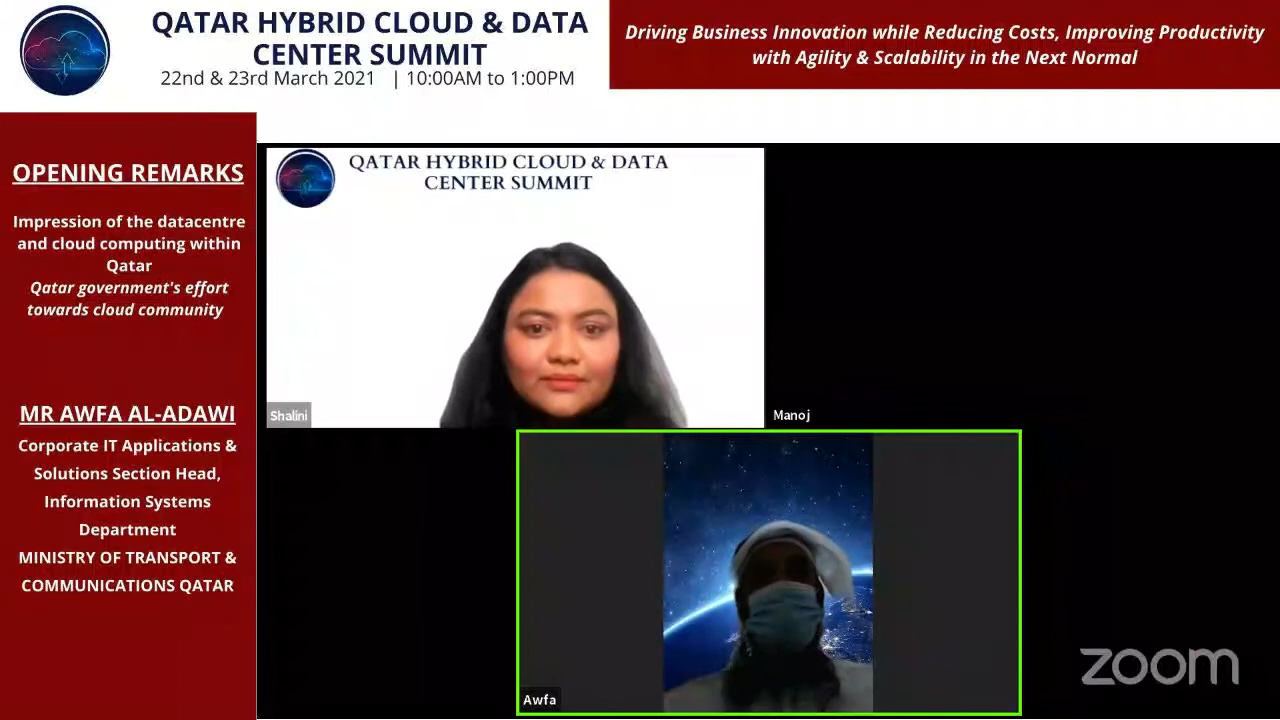 QATAR HYBRID CLOUD & DATA
CENTER SUMMIT
22nd & 23rd March 2021 | 10:00AM to 1:00PM
Driving Business Innovation while Reducing Costs, Improving Productivity
with Agility & Scalability in the Next Normal
OPENING REMARKS
Impression of the datacentre
and cloud computing within
Qatar
Qatar government's effort
towards cloud community
MR AWFA AL-ADAWI
Corporate IT Applications &
Solutions Section Head,
Information Systems
Department
MINISTRY OF TRANSPORT &
COMMUNICATIONS QATAR
QATAR HYBRID CLOUD & DATA
CENTER SUMMIT
Shalini
Manoj
Awfa
zoom